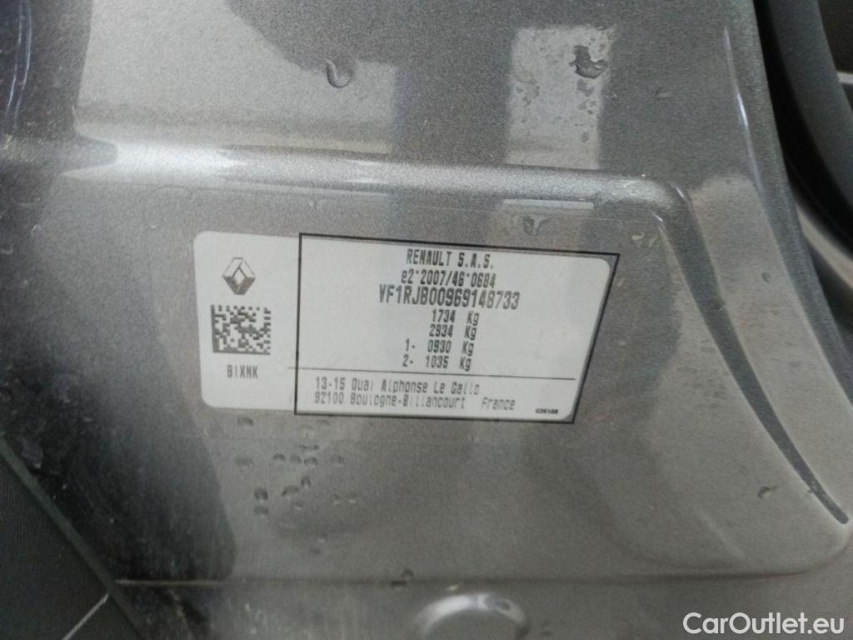 RENAULT S.A.S.
e2*2007/46*0684
VF1RJB00969148733
1734 Kg
2934 Kg
1- 0930 Kg
2- 1035 Kg
B1XNK
13-15 Quai Alphonse Le Gallo
92100 Boulogne-Billancourt France
CarOutlet.eu